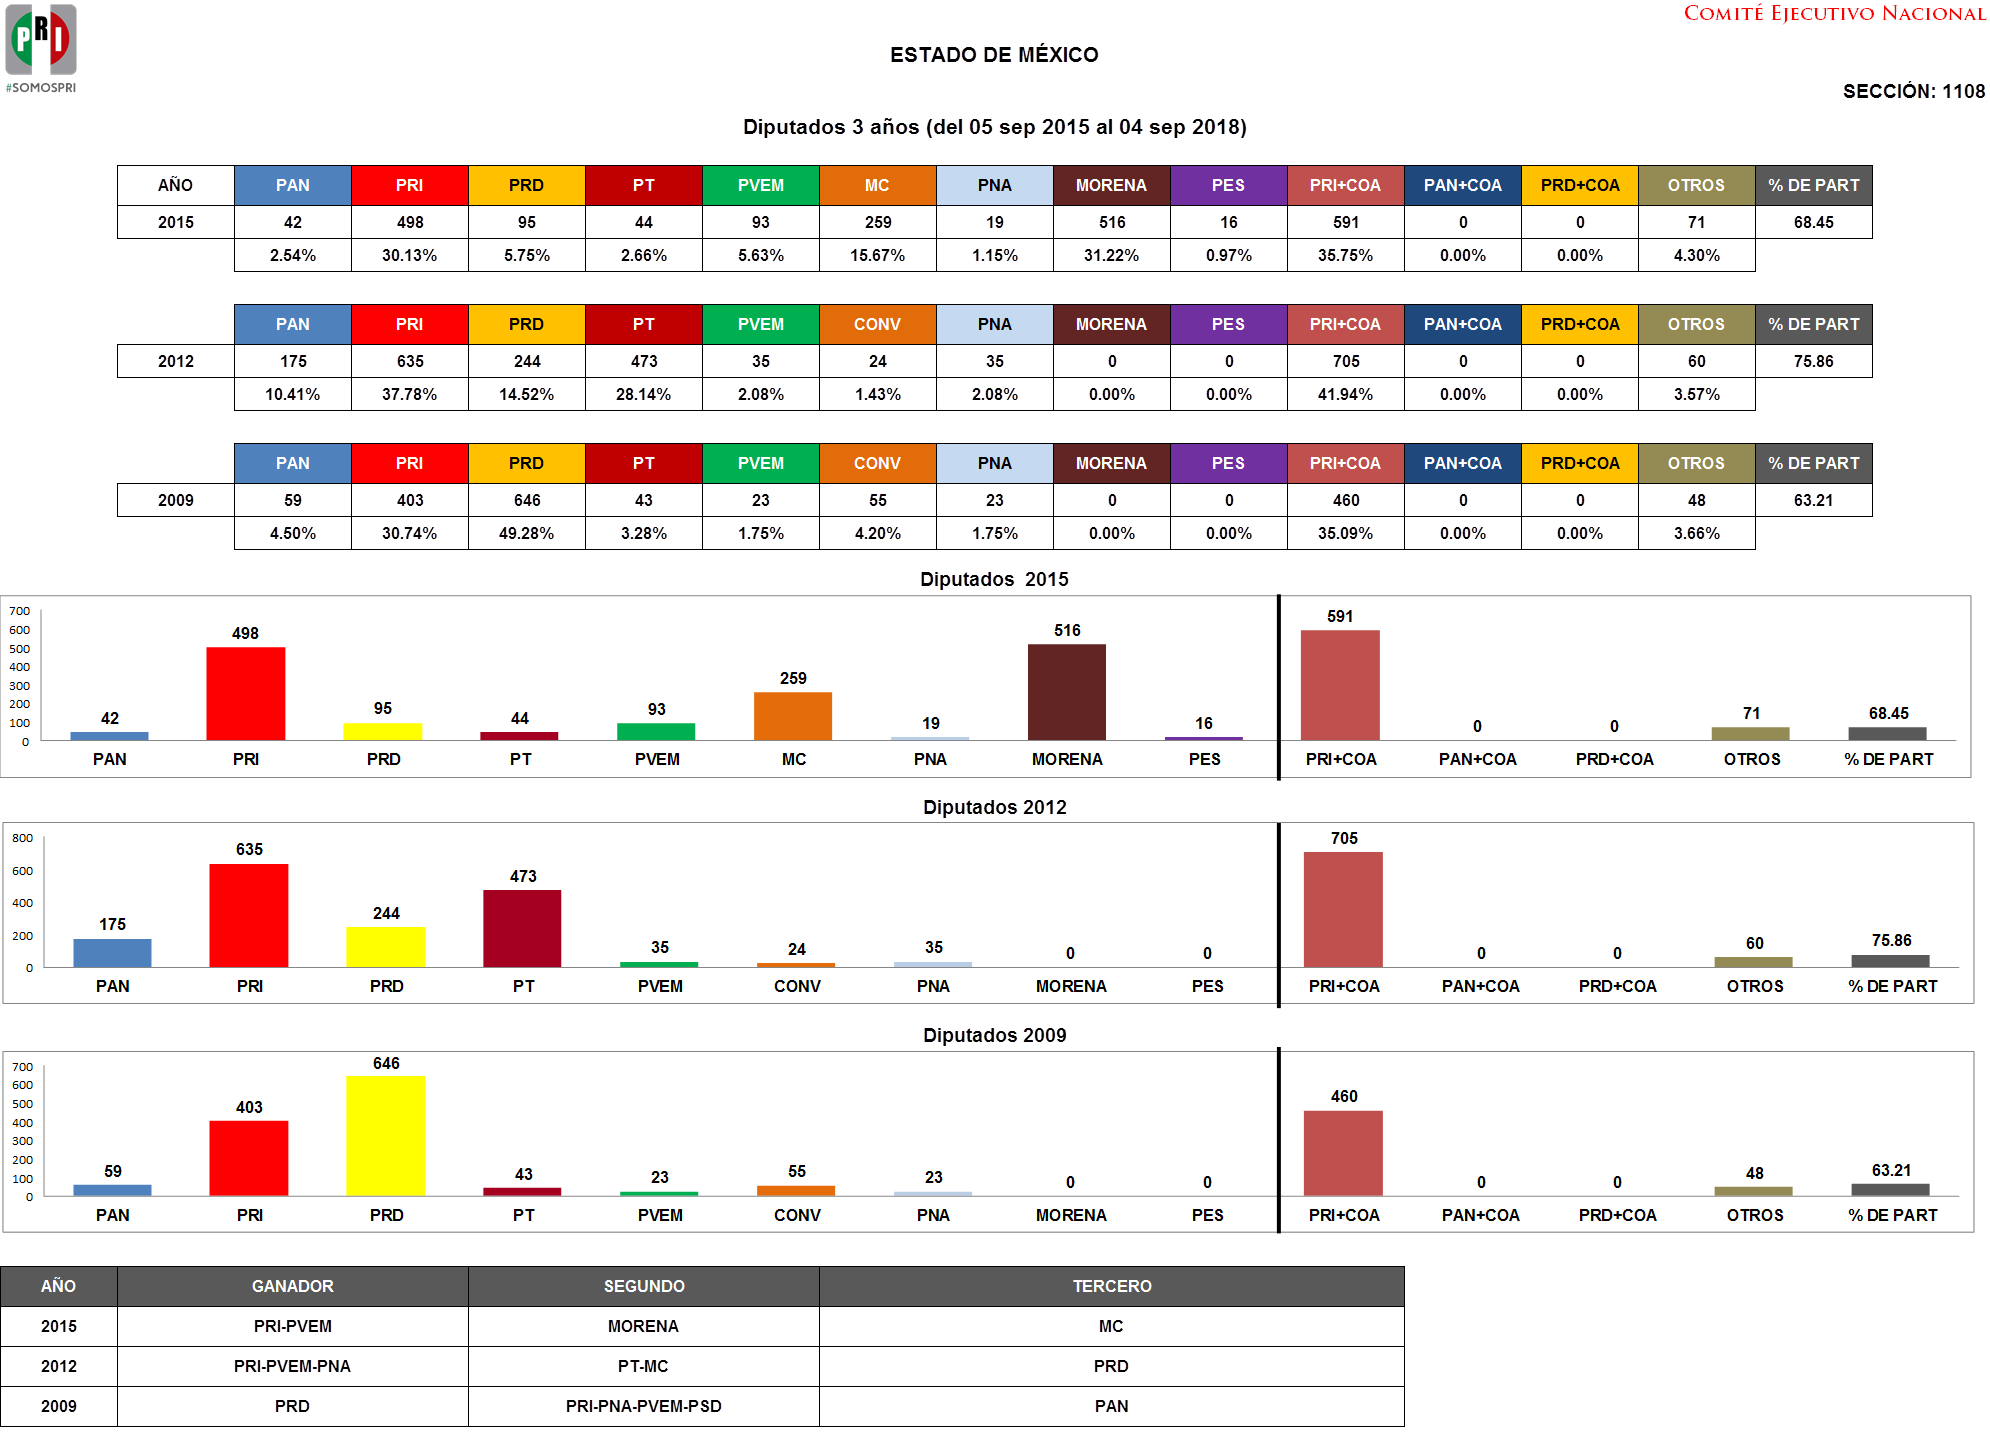 PRI
#SOMOSPRI
COMITÉ EJECUTIVO NACIONAL
ESTADO DE MÉXICO
SECCIÓN: 1108
Diputados 3 años (del 05 sep 2015 al 04 sep 2018)
AÑO PAN PRI PRD PT PVEM MC PNA MORENA PES PRI+COA PAN+COA PRD+COA OTROS % DE PART
2015 42 498 95 44 93 259 19 516 16 591 0 0 71 68.45
2.54% 30.13% 5.75% 2.66% 5.63% 15.67% 1.15% 31.22% 0.97% 35.75% 0.00% 0.00% 4.30%
PAN PRI PRD PT PVEM CONV PNA MORENA PES PRI+COA PAN+COA PRD+COA OTROS % DE PART
2012 175 635 244 473 35 24 35 0 0 705 0 0 60 75.86
10.41% 37.78% 14.52% 28.14% 2.08% 1.43% 2.08% 0.00% 0.00% 41.94% 0.00% 0.00% 3.57%
PAN PRI PRD PT PVEM CONV PNA MORENA PES PRI+COA PAN+COA PRD+COA OTROS % DE PART
2009 59 403 646 43 23 55 23 0 0 460 0 0 48 63.21
4.50% 30.74% 49.28% 3.28% 1.75% 4.20% 1.75% 0.00% 0.00% 35.09% 0.00% 0.00% 3.66%
Diputados 2015
700
600
500
400
300
200
100
0
42 498 95 44 93 259 19 516 16 591 0 0 71 68.45
PAN PRI PRD PT PVEM MC PNA MORENA PES PRI+COA PAN+COA PRD+COA OTROS % DE PART
Diputados 2012
800
600
400
200
0
175 635 244 473 35 24 35 0 0 705 0 0 60 75.86
PAN PRI PRD PT PVEM CONV PNA MORENA PES PRI+COA PAN+COA PRD+COA OTROS % DE PART
Diputados 2009
700
600
500
400
300
200
100
0
59 403 646 43 23 55 23 0 0 460 0 0 48 63.21
PAN PRI PRD PT PVEM CONV PNA MORENA PES PRI+COA PAN+COA PRD+COA OTROS % DE PART
AÑO GANADOR SEGUNDO TERCERO
2015 PRI-PVEM MORENA MC
2012 PRI-PVEM-PNA PT-MC PRD
2009 PRD PRI-PNA-PVEM-PSD PAN